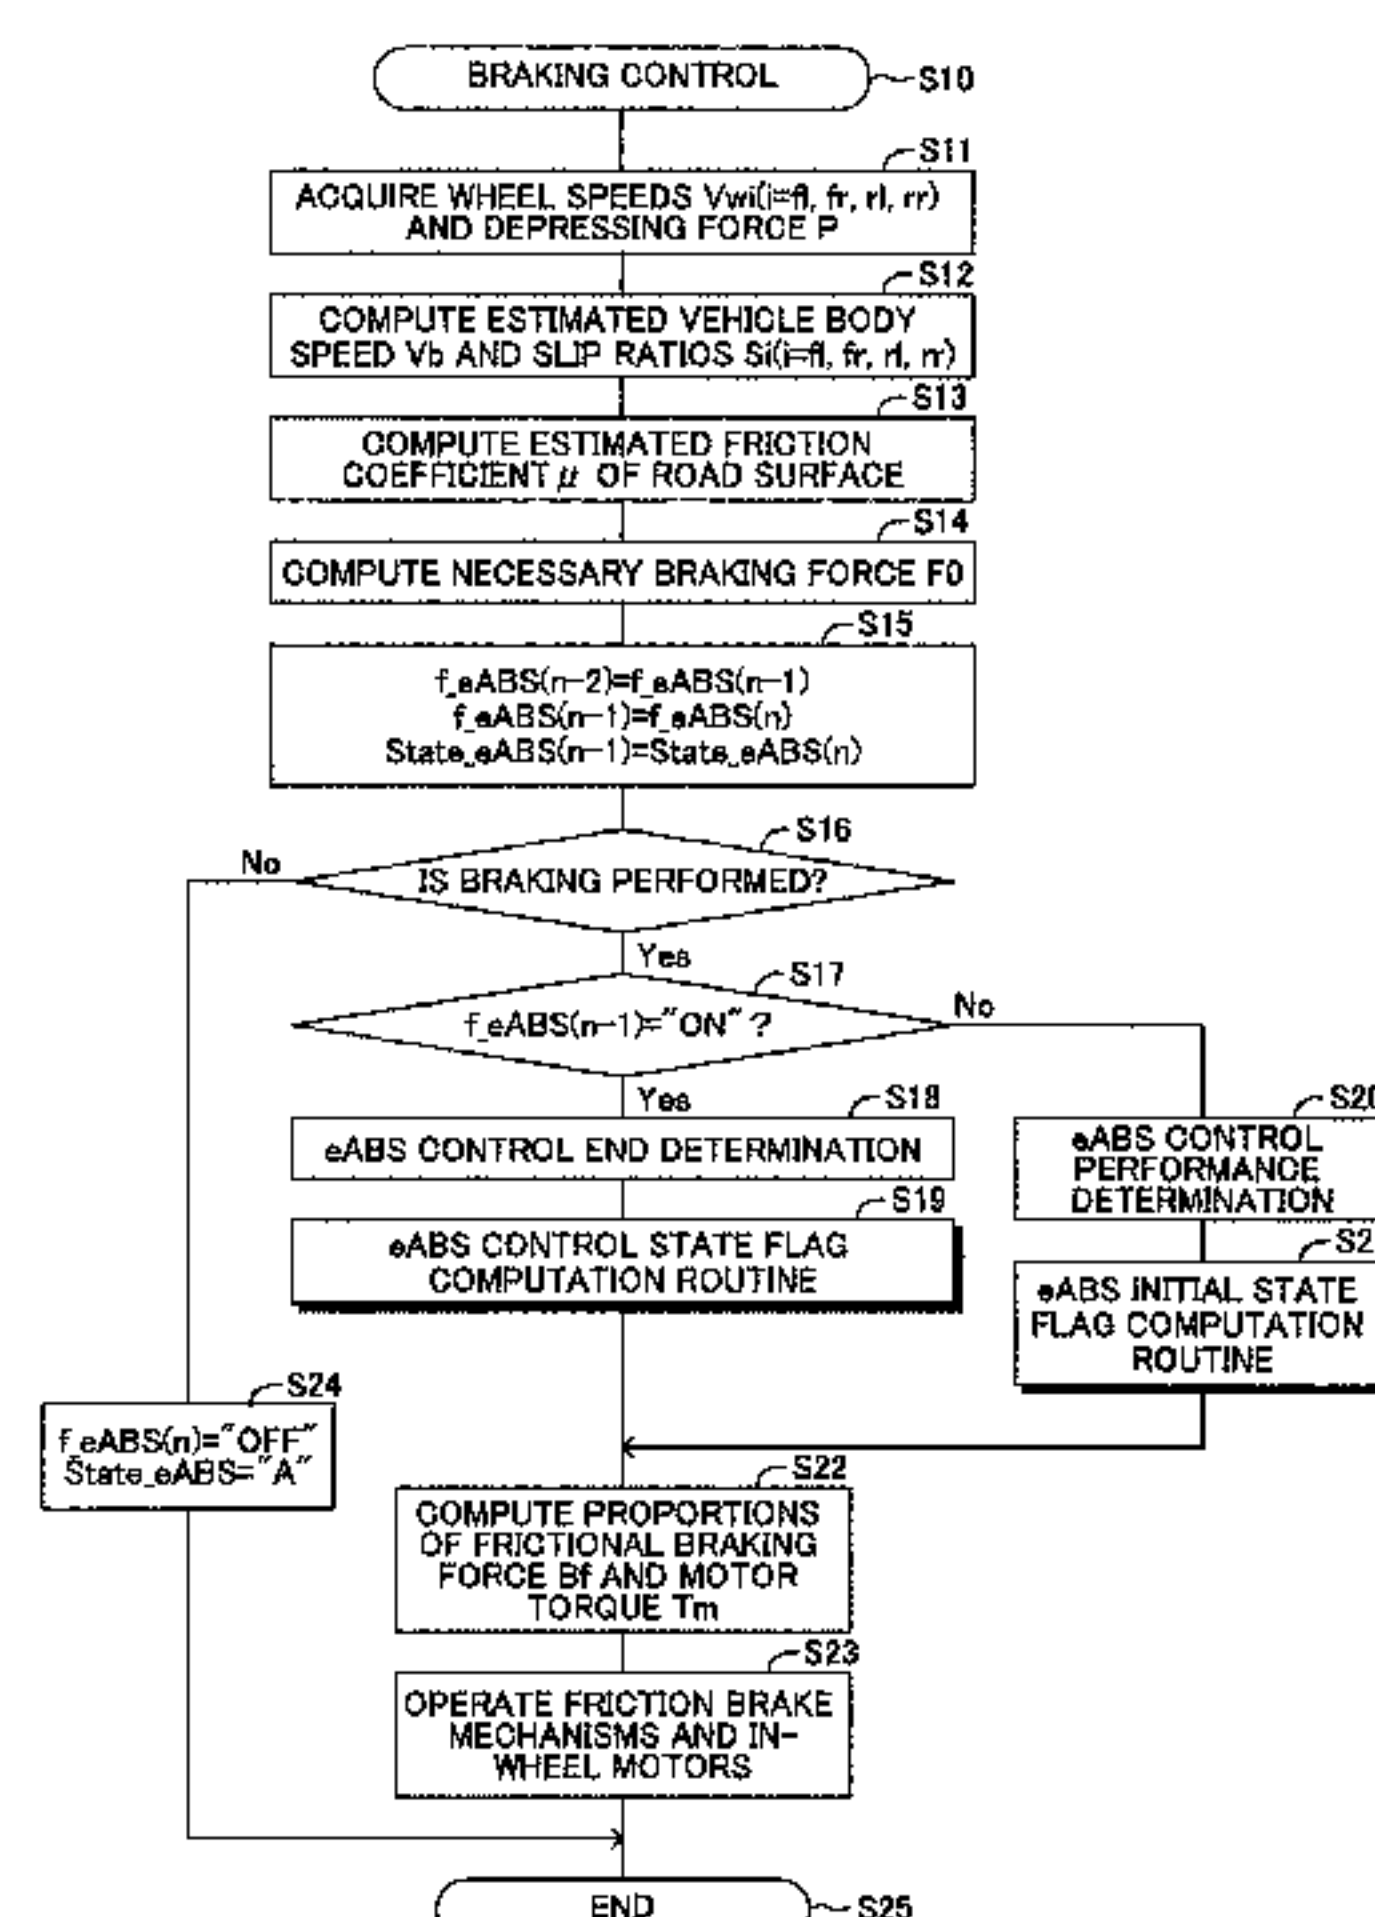 BRAKING CONTROL
S10
S11
ACQUIRE WHEEL SPEEDS Vwi(i=fl, fr, rl, rr)
AND DEPRESSING FORCE P
S12
COMPUTE ESTIMATED VEHICLE BODY
SPEED Vb AND SLIP RATIOS Si(i=fl, fr, rl, rr)
S13
COMPUTE ESTIMATED FRICTION
COEFFICIENT μ OF ROAD SURFACE
S14
COMPUTE NECESSARY BRAKING FORCE F0
S15
f_eABS(n-2)=f_eABS(n-1)
f_eABS(n-1)=f_eABS(n)
State_eABS(n-1)=State_eABS(n)
S16
No
IS BRAKING PERFORMED?
Yes
S17
No
f_eABS(n-1)="ON"?
Yes
S18
eABS CONTROL END DETERMINATION
S19
eABS CONTROL STATE FLAG
COMPUTATION ROUTINE
S20
eABS CONTROL
PERFORMANCE
DETERMINATION
S2
eABS INITIAL STATE
FLAG COMPUTATION
ROUTINE
S24
f_eABS(n)="OFF"
State_eABS="A"
S22
COMPUTE PROPORTIONS
OF FRICTIONAL BRAKING
FORCE Bf AND MOTOR
TORQUE Tm
S23
OPERATE FRICTION BRAKE
MECHANISMS AND IN-
WHEEL MOTORS
END
S25